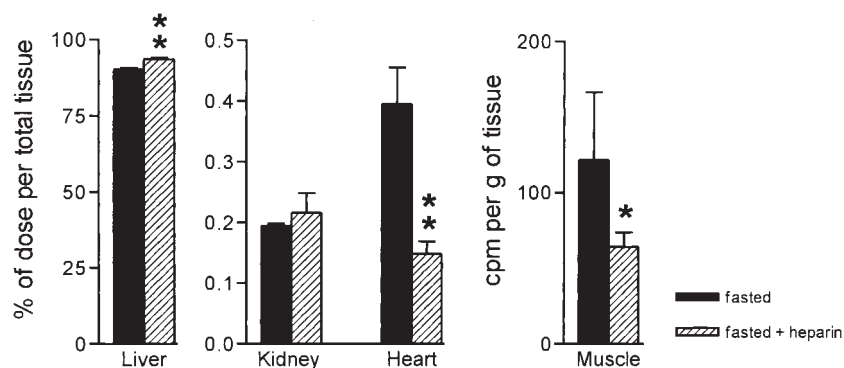 % of dose per total tissue
100
75
50
25
0
**
Liver
0.5
0.4
0.3
0.2
0.1
0.0
**
Kidney
Heart
cpm per g of tissue
200
100
0
*
Muscle
fasted
fasted + heparin